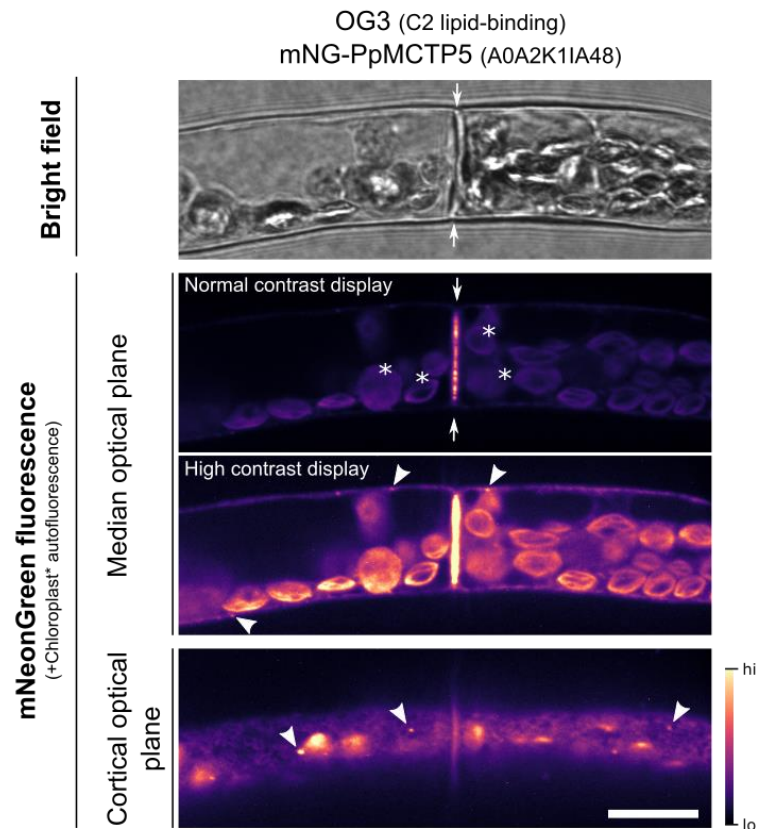 OG3 (C2 lipid-binding)
mNG-PpMCTP5 (A0A2K1IA48)
Bright field
mNeonGreen fluorescence
(+Chloroplast* autofluorescence)
Median optical plane
Normal contrast display
*
*
*
*
High contrast display
Cortical optical
plane
hi
lo